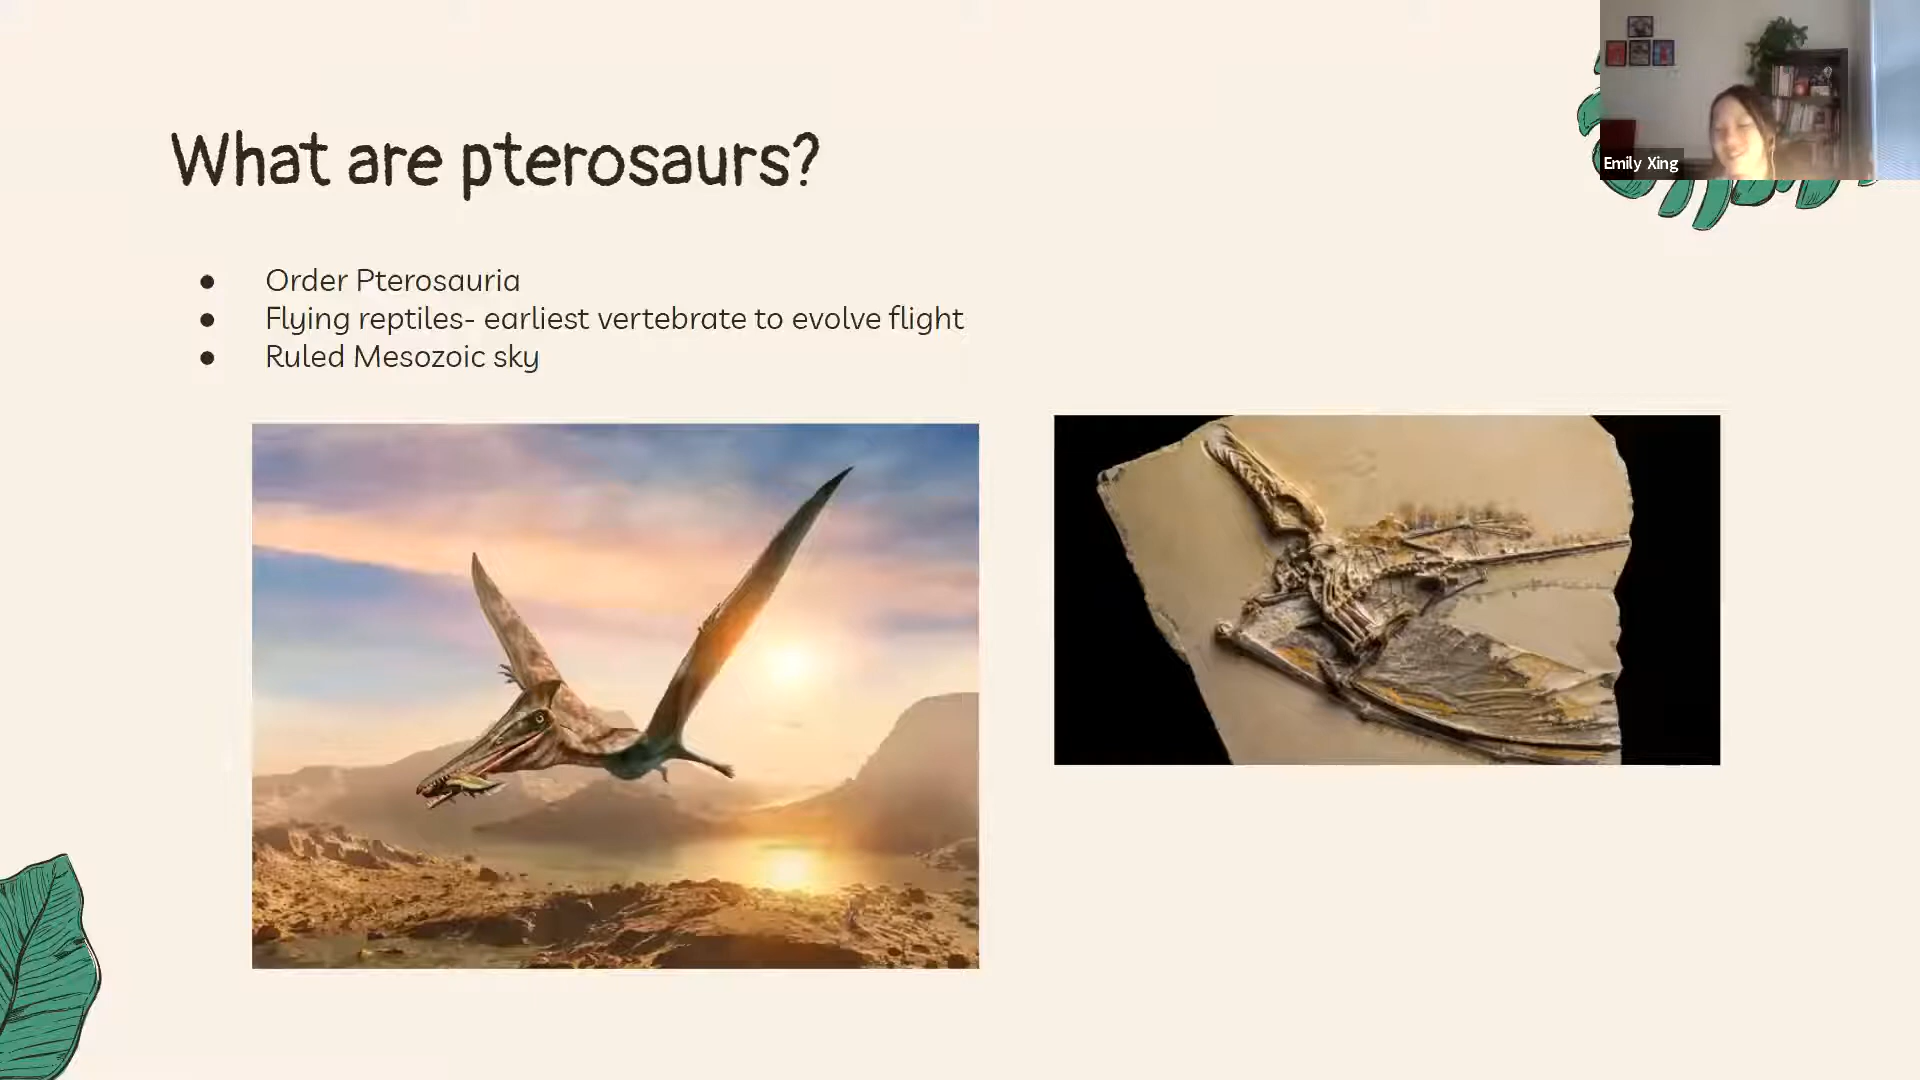 What are pterosaurs?
● Order Pterosauria
● Flying reptiles- earliest vertebrate to evolve flight
● Ruled Mesozoic sky
Emily Xing